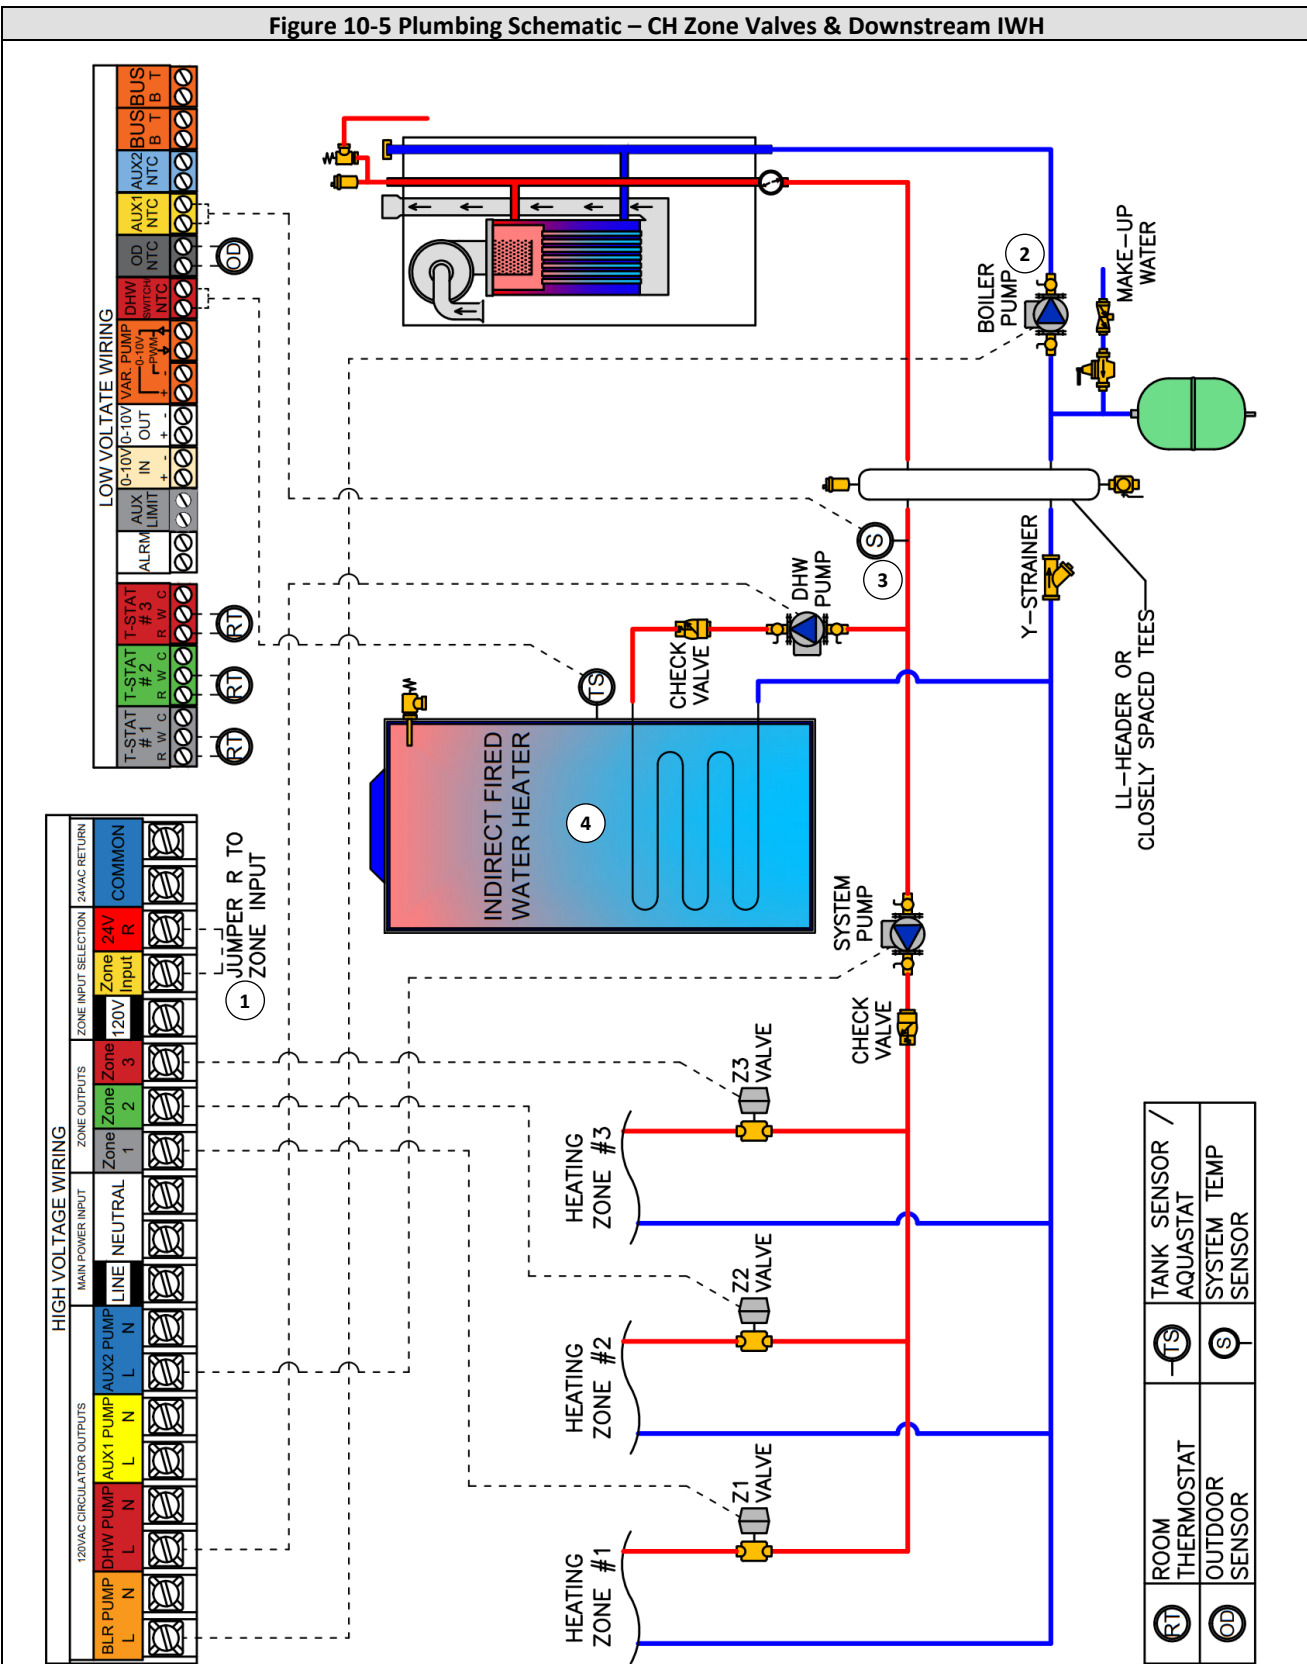 Figure 10-5 Plumbing Schematic – CH Zone Valves & Downstream IWH
LOW VOLTATE WIRING
T-STAT
# 1
R W C
T-STAT
# 2
R W C
T-STAT
# 3
R W C
ALRM
AUX
LIMIT
0-10V
IN
+ -
0-10V
OUT
+ -
VAR. PUMP
0-10V
PWM
+ -
DHW
SWITCH/
NTC
OD
NTC
AUX1
NTC
AUX2
NTC
BUS
B T
BUS
B T
RT
RT
RT
OD
HIGH VOLTAGE WIRING
120VAC CIRCULATOR OUTPUTS
MAIN POWER INPUT
ZONE OUTPUTS
ZONE INPUT SELECTION
24VAC RETURN
BLR PUMP
L N
DHW PUMP
L N
AUX1 PUMP
L N
AUX2 PUMP
L N
LINE
NEUTRAL
Zone
1
Zone
2
Zone
3
120V
Zone
Input
24V
R
COMMON
JUMPER R TO
ZONE INPUT
1
2
BOILER
PUMP
MAKE-UP
WATER
S
3
DHW
PUMP
CHECK
VALVE
TS
Y-STRAINER
LL-HEADER OR
CLOSELY SPACED TEES
INDIRECT FIRED
WATER HEATER
4
SYSTEM
PUMP
CHECK
VALVE
Z3
VALVE
HEATING
ZONE #3
Z2
VALVE
HEATING
ZONE #2
Z1
VALVE
HEATING
ZONE #1
RT
ROOM
THERMOSTAT
TS
TANK SENSOR /
AQUASTAT
OD
OUTDOOR
SENSOR
S
SYSTEM TEMP
SENSOR